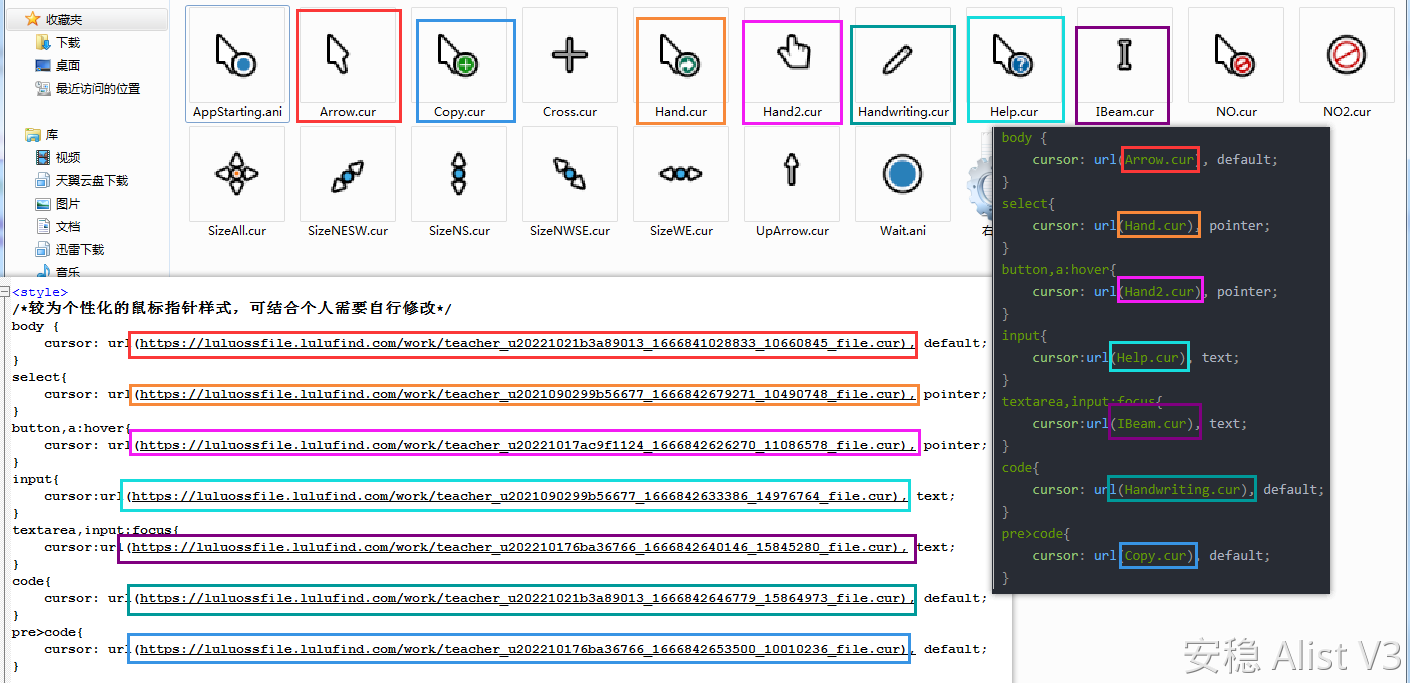 收藏夹
下载
桌面
最近访问的位置
库
视频
天翼云盘下载
图片
文档
迅雷下载
音乐
AppStarting.ani
Arrow.cur
Copy.cur
Cross.cur
Hand.cur
Hand2.cur
Handwriting.cur
Help.cur
IBeam.cur
NO.cur
NO2.cur
SizeAll.cur
SizeNESW.cur
SizeNS.cur
SizeNWSE.cur
SizeWE.cur
UpArrow.cur
Wait.ani
右
<style>
/*较为个性化的鼠标指针样式，可结合个人需要自行修改*/
body {
cursor: url(https://luluossfile.lulufind.com/work/teacher_u20221021b3a89013_1666841028833_10660845_file.cur), default;
}
select{
cursor: url(https://luluossfile.lulufind.com/work/teacher_u2021090299b56677_1666842679271_10490748_file.cur), pointer;
}
button,a:hover{
cursor: url(https://luluossfile.lulufind.com/work/teacher_u20221017ac9f1124_1666842626270_11086578_file.cur), pointer;
}
input{
cursor:url(https://luluossfile.lulufind.com/work/teacher_u2021090299b56677_1666842633386_14976764_file.cur), text;
}
textarea,input:focus{
cursor:url(https://luluossfile.lulufind.com/work/teacher_u202210176ba36766_1666842640146_15845280_file.cur), text;
}
code{
cursor: url(https://luluossfile.lulufind.com/work/teacher_u20221021b3a89013_1666842646779_15864973_file.cur), default;
}
pre>code{
cursor: url(https://luluossfile.lulufind.com/work/teacher_u202210176ba36766_1666842653500_10010236_file.cur), default;
}
body {
cursor: url(Arrow.cur), default;
}
select{
cursor: url(Hand.cur), pointer;
}
button,a:hover{
cursor: url(Hand2.cur), pointer;
}
input{
cursor:url(Help.cur), text;
}
textarea,input:focus{
cursor:url(IBeam.cur), text;
}
code{
cursor: url(Handwriting.cur), default;
}
pre>code{
cursor: url(Copy.cur), default;
}
安稳 Alist V3